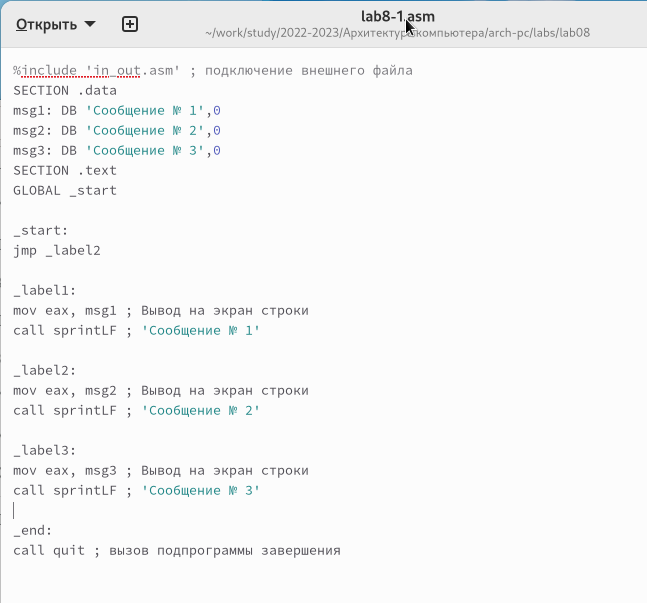 Открыть
lab8-1.asm
~/work/study/2022-2023/Архитектура компьютера/arch-pc/labs/lab08
%include 'in_out.asm' ; подключение внешнего файла
SECTION .data
msg1: DB 'Сообщение № 1',0
msg2: DB 'Сообщение № 2',0
msg3: DB 'Сообщение № 3',0
SECTION .text
GLOBAL _start
_start:
jmp _label2
_label1:
mov eax, msg1 ; Вывод на экран строки
call sprintLF ; 'Сообщение № 1'
_label2:
mov eax, msg2 ; Вывод на экран строки
call sprintLF ; 'Сообщение № 2'
_label3:
mov eax, msg3 ; Вывод на экран строки
call sprintLF ; 'Сообщение № 3'
_end:
call quit ; вызов подпрограммы завершения